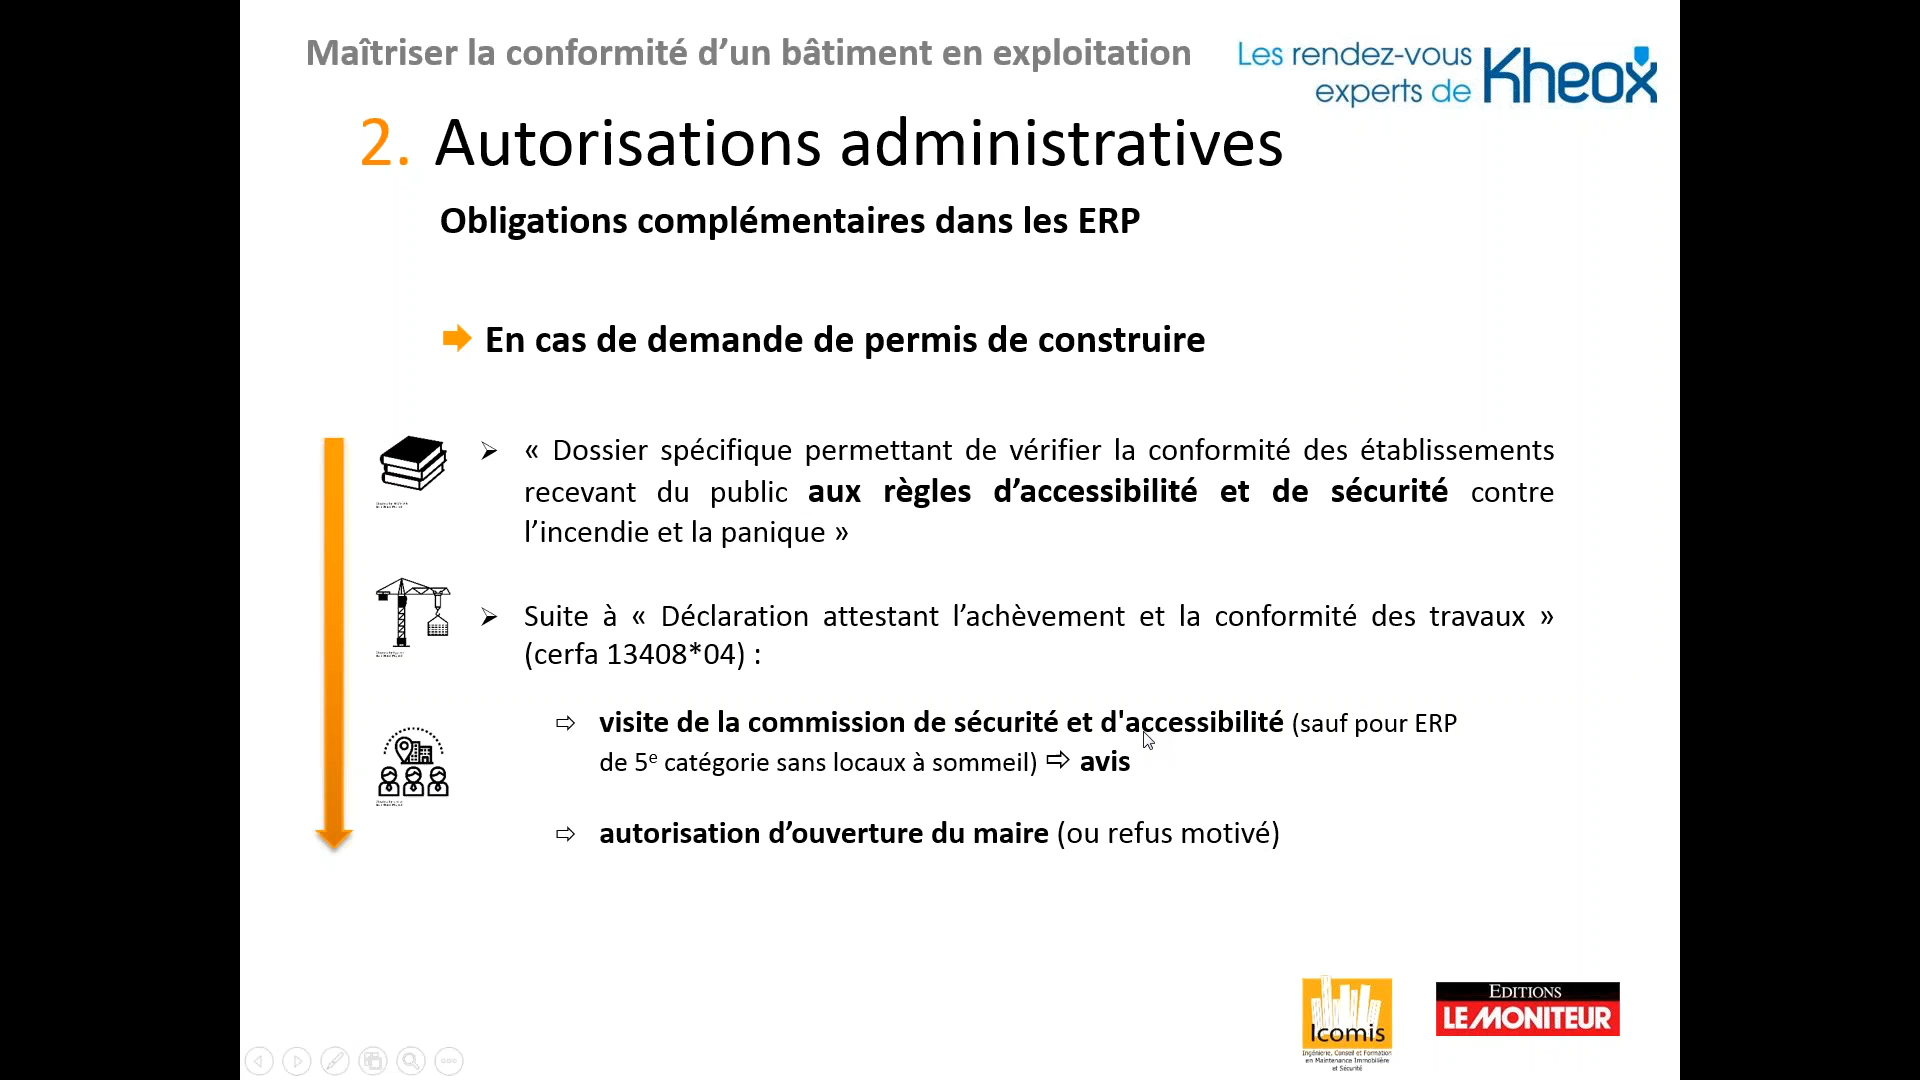 Maîtriser la conformité d’un bâtiment en exploitation
Les rendez-vous
experts de Kheox
2. Autorisations administratives
Obligations complémentaires dans les ERP
En cas de demande de permis de construire
« Dossier spécifique permettant de vérifier la conformité des établissements
recevant du public aux règles d’accessibilité et de sécurité contre
l’incendie et la panique »
Suite à « Déclaration attestant l’achèvement et la conformité des travaux »
(cerfa 13408*04) :
visite de la commission de sécurité et d'accessibilité (sauf pour ERP
de 5e catégorie sans locaux à sommeil) ⇨ avis
autorisation d’ouverture du maire (ou refus motivé)
Icomis
Ingénierie, Conseil et Formation
en Maintenance Immobilière
et Sécurité
EDITIONS
LE MONITEUR